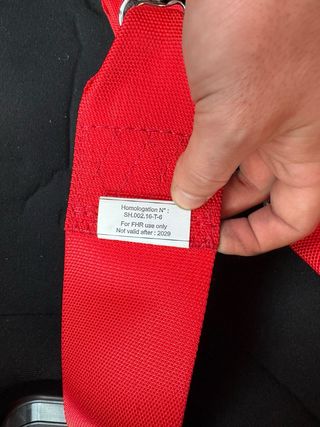 Homologation N° :
SH.002.16-T-6
For FHR use only
Not valid after : 2029